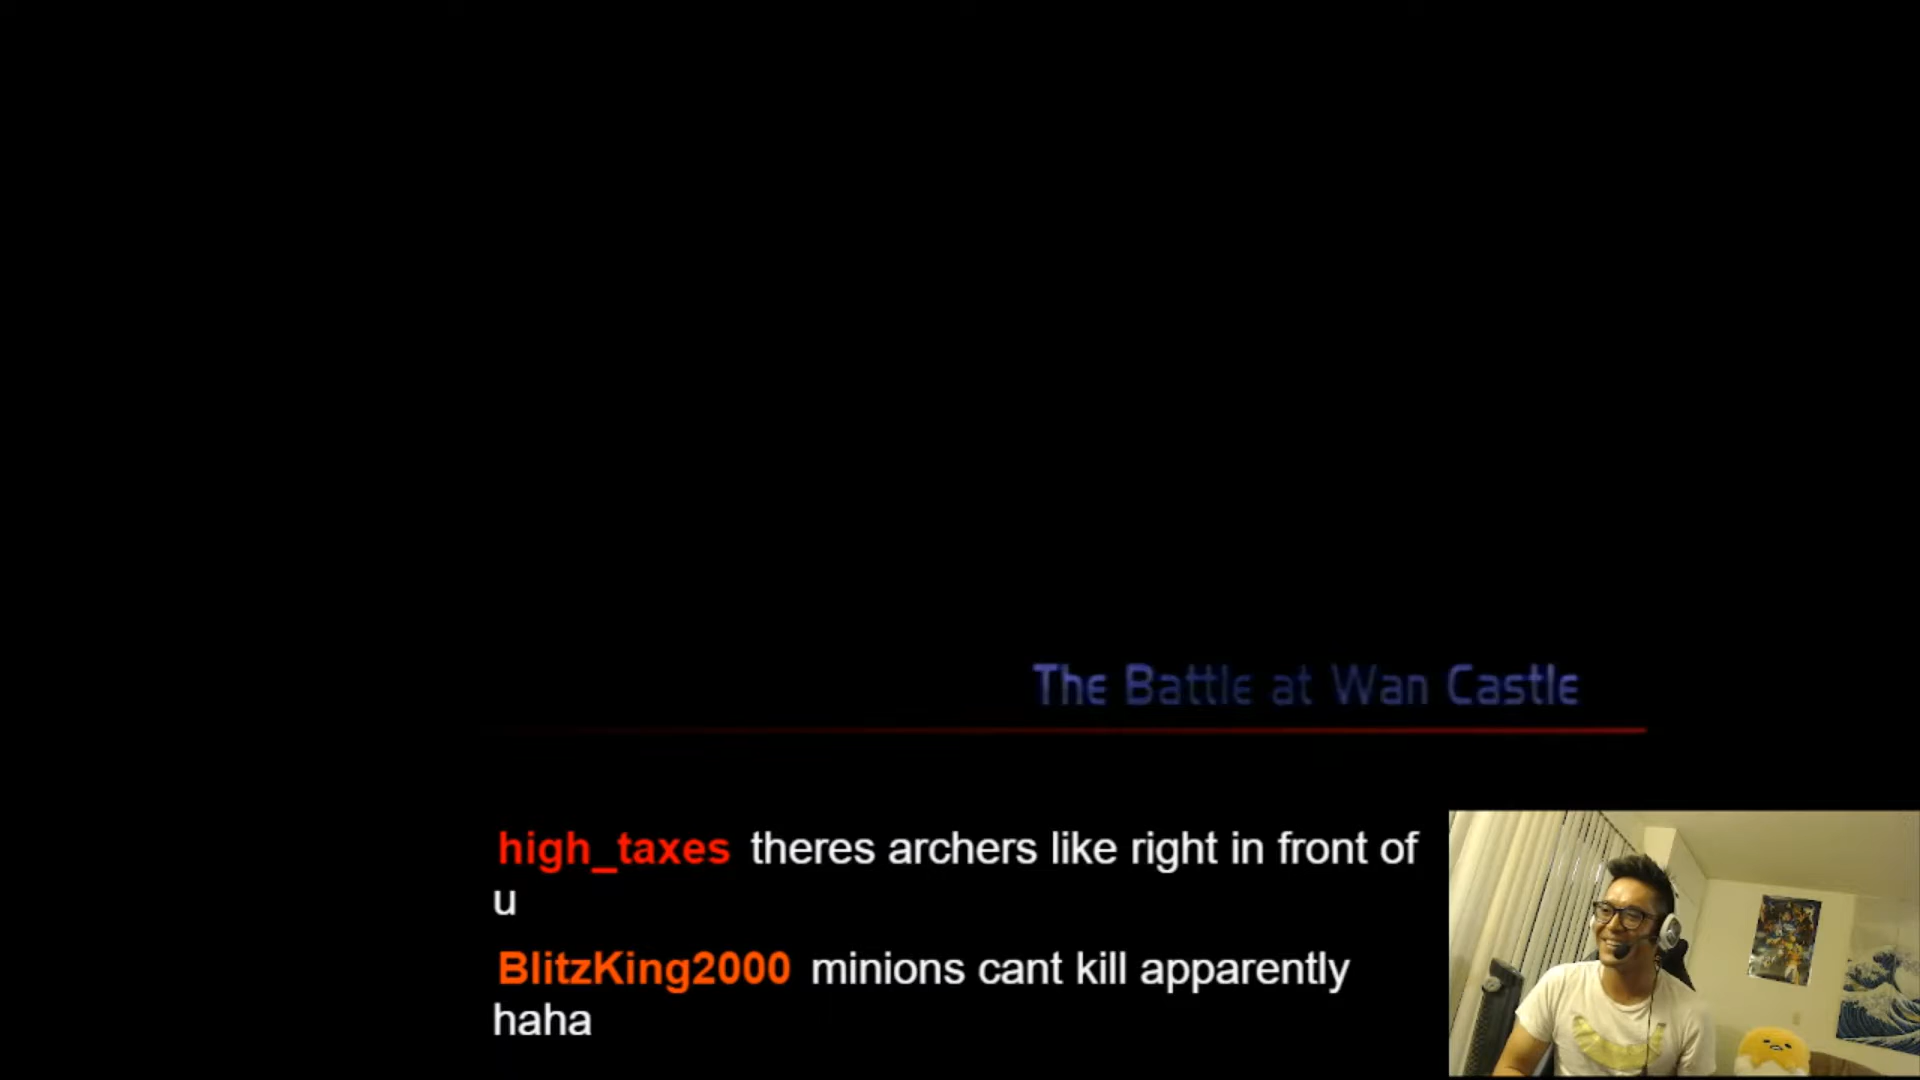 The Battle at Wan Castle
high_taxes theres archers like right in front of
u
BlitzKing2000 minions cant kill apparently
haha